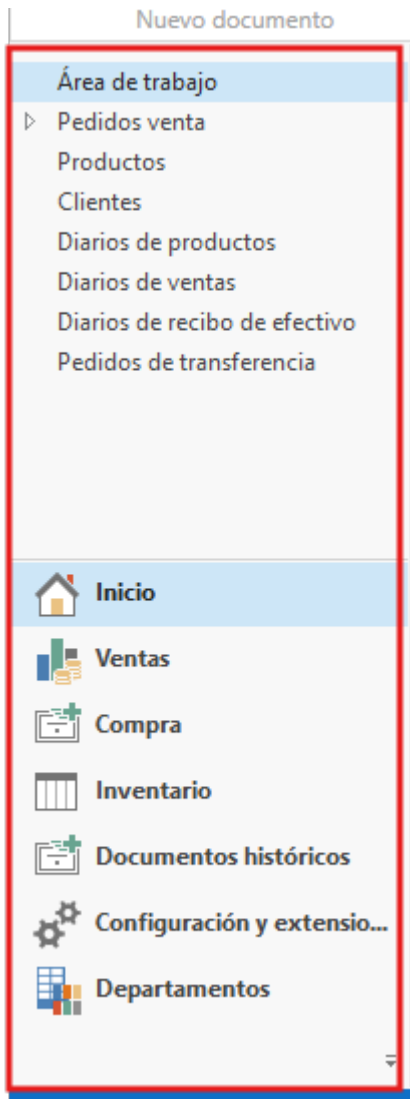 Nuevo documento
Área de trabajo
Pedidos venta
Productos
Clientes
Diarios de productos
Diarios de ventas
Diarios de recibo de efectivo
Pedidos de transferencia
Inicio
Ventas
Compra
Inventario
Documentos históricos
Configuración y extensio...
Departamentos